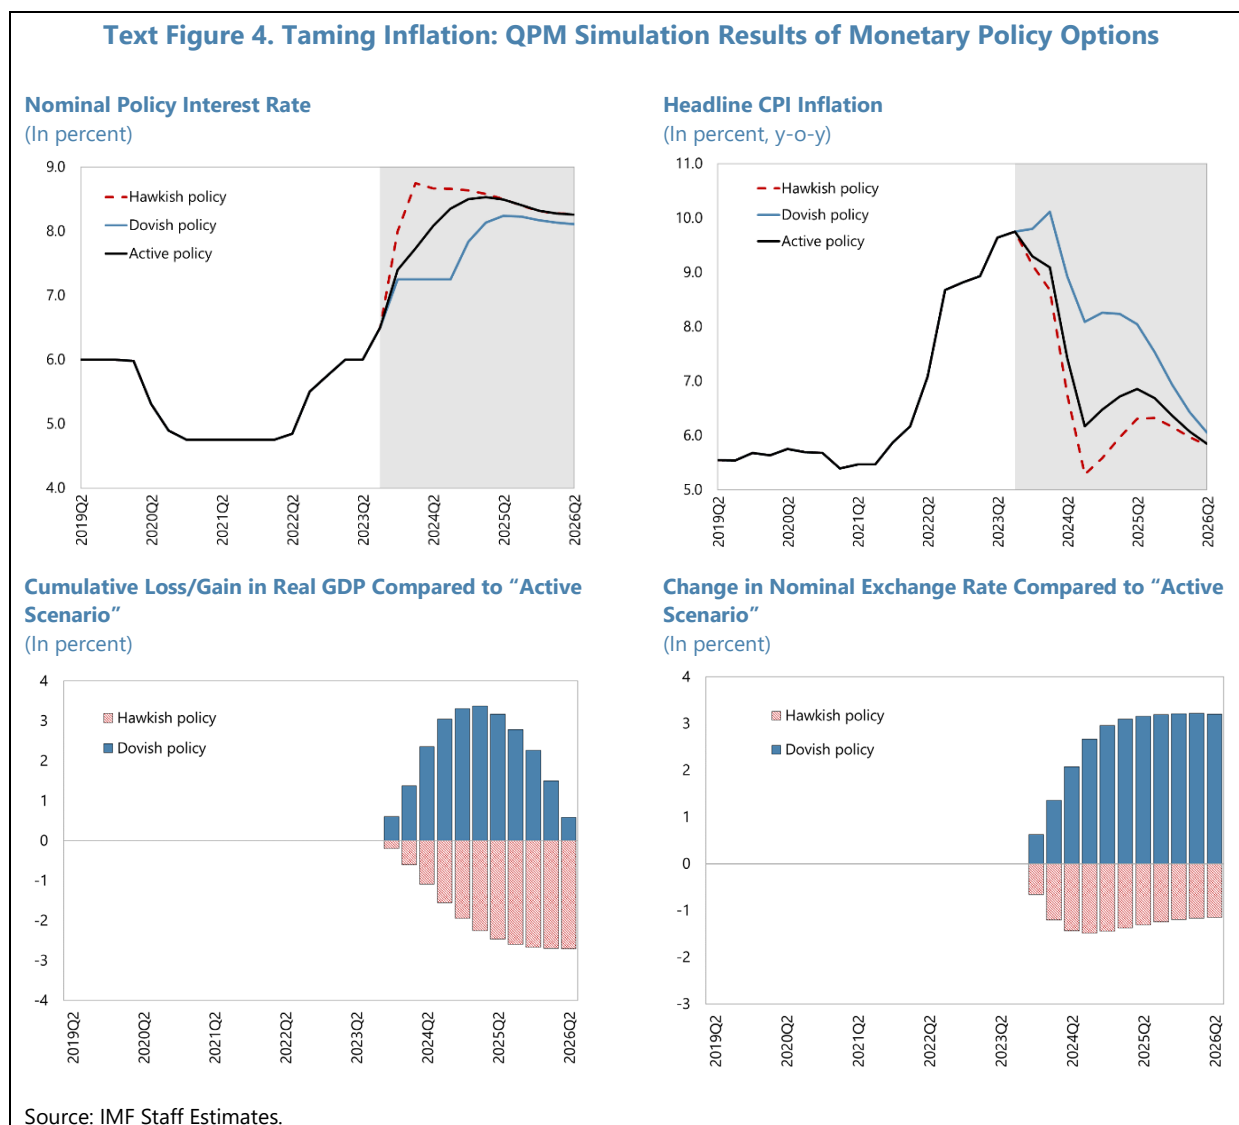 Text Figure 4. Taming Inflation: QPM Simulation Results of Monetary Policy Options
Nominal Policy Interest Rate
(In percent)
9.0
8.0
7.0
6.0
5.0
4.0
Hawkish policy
Dovish policy
Active policy
2019Q2
2020Q2
2021Q2
2022Q2
2023Q2
2024Q2
2025Q2
2026Q2
Headline CPI Inflation
(In percent, y-o-y)
11.0
10.0
9.0
8.0
7.0
6.0
5.0
Hawkish policy
Dovish policy
Active policy
2019Q2
2020Q2
2021Q2
2022Q2
2023Q2
2024Q2
2025Q2
2026Q2
Cumulative Loss/Gain in Real GDP Compared to “Active
Scenario”
(In percent)
4
3
2
1
0
-1
-2
-3
-4
Hawkish policy
Dovish policy
2019Q2
2020Q2
2021Q2
2022Q2
2023Q2
2024Q2
2025Q2
2026Q2
Change in Nominal Exchange Rate Compared to “Active
Scenario”
(In percent)
4
3
2
1
0
-1
-2
-3
Hawkish policy
Dovish policy
2019Q2
2020Q2
2021Q2
2022Q2
2023Q2
2024Q2
2025Q2
2026Q2
Source: IMF Staff Estimates.